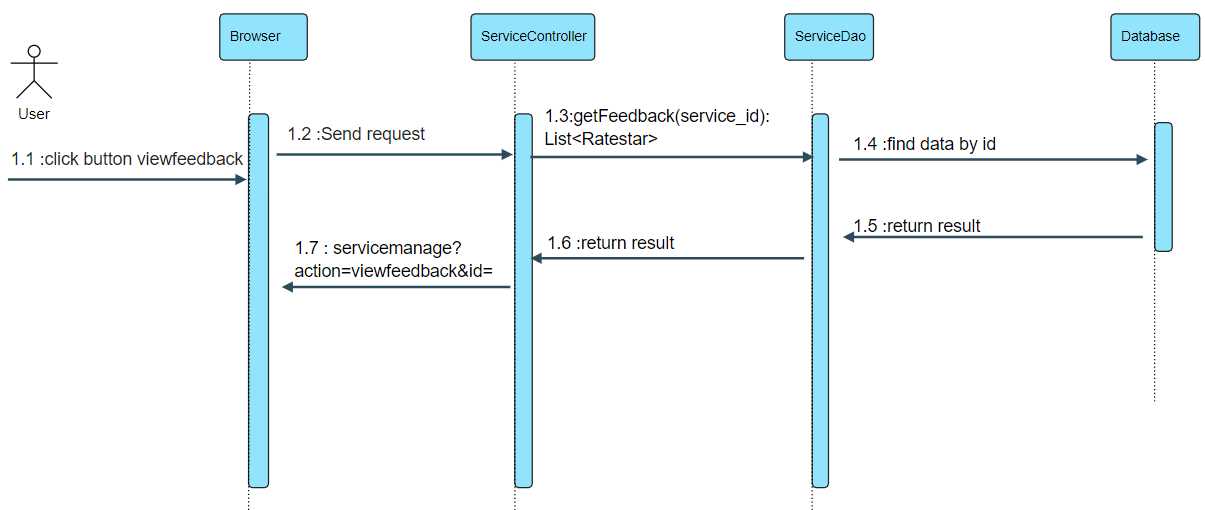 Browser
ServiceController
ServiceDao
Database
User
1.1 :click button viewfeedback
1.2 :Send request
1.3:getFeedback(service_id):
List<Ratestar>
1.4 :find data by id
1.5 :return result
1.6 :return result
1.7 : servicemanage?
action=viewfeedback&id=